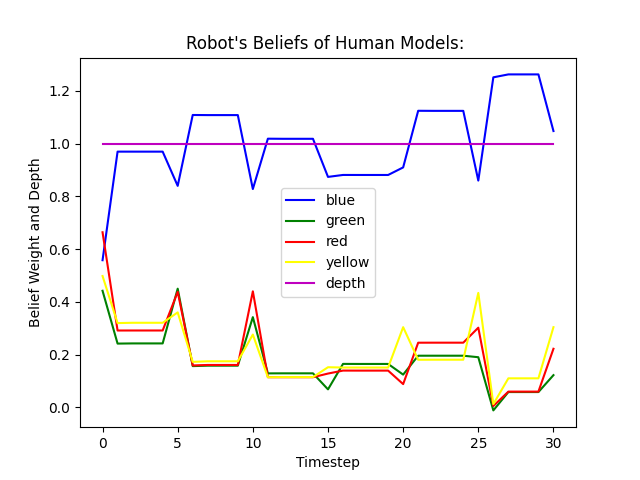 Robot's Beliefs of Human Models:
Belief Weight and Depth
1.2
1.0
0.8
0.6
0.4
0.2
0.0
blue
green
red
yellow
depth
0 5 10 15 20 25 30
Timestep